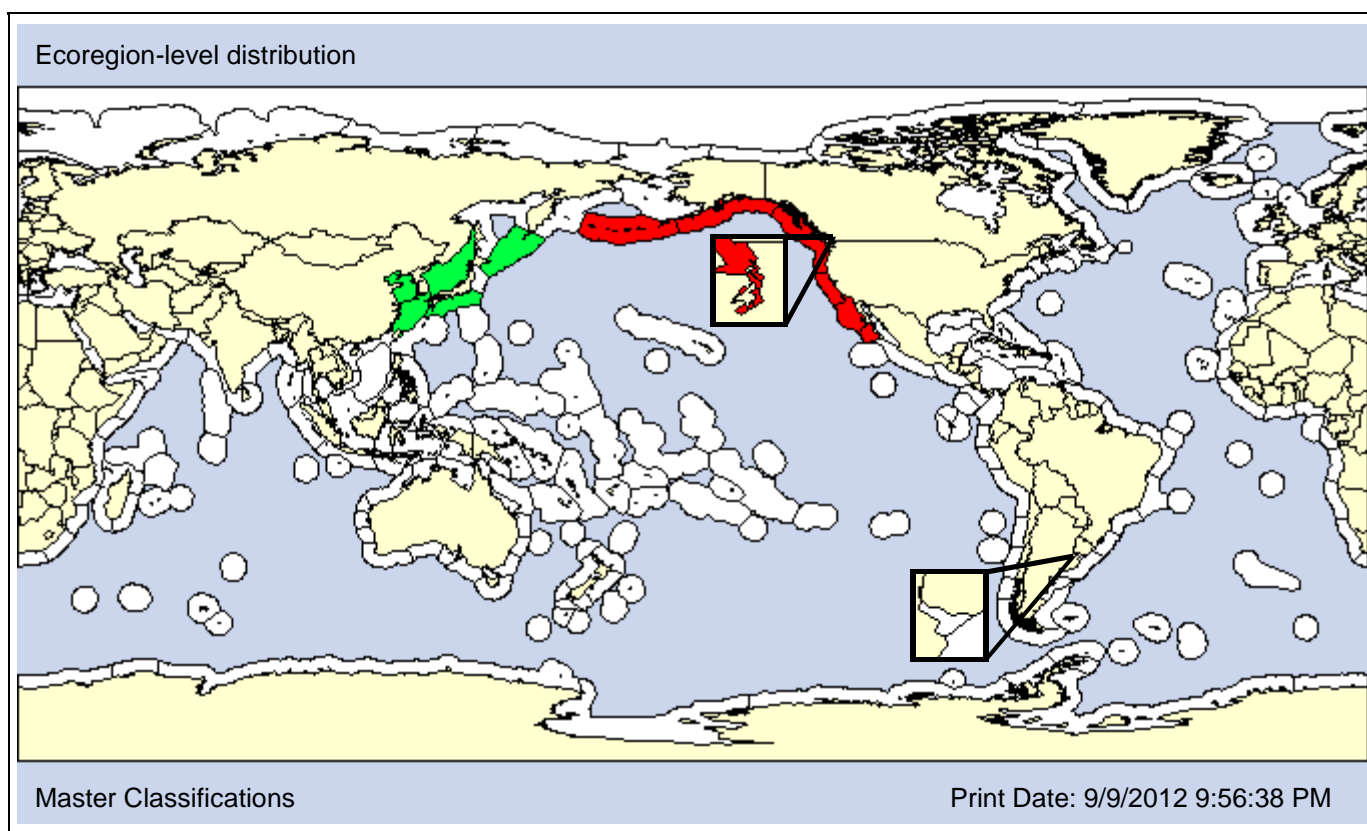 Ecoregion-level distribution
Master Classifications
Print Date: 9/9/2012 9:56:38 PM